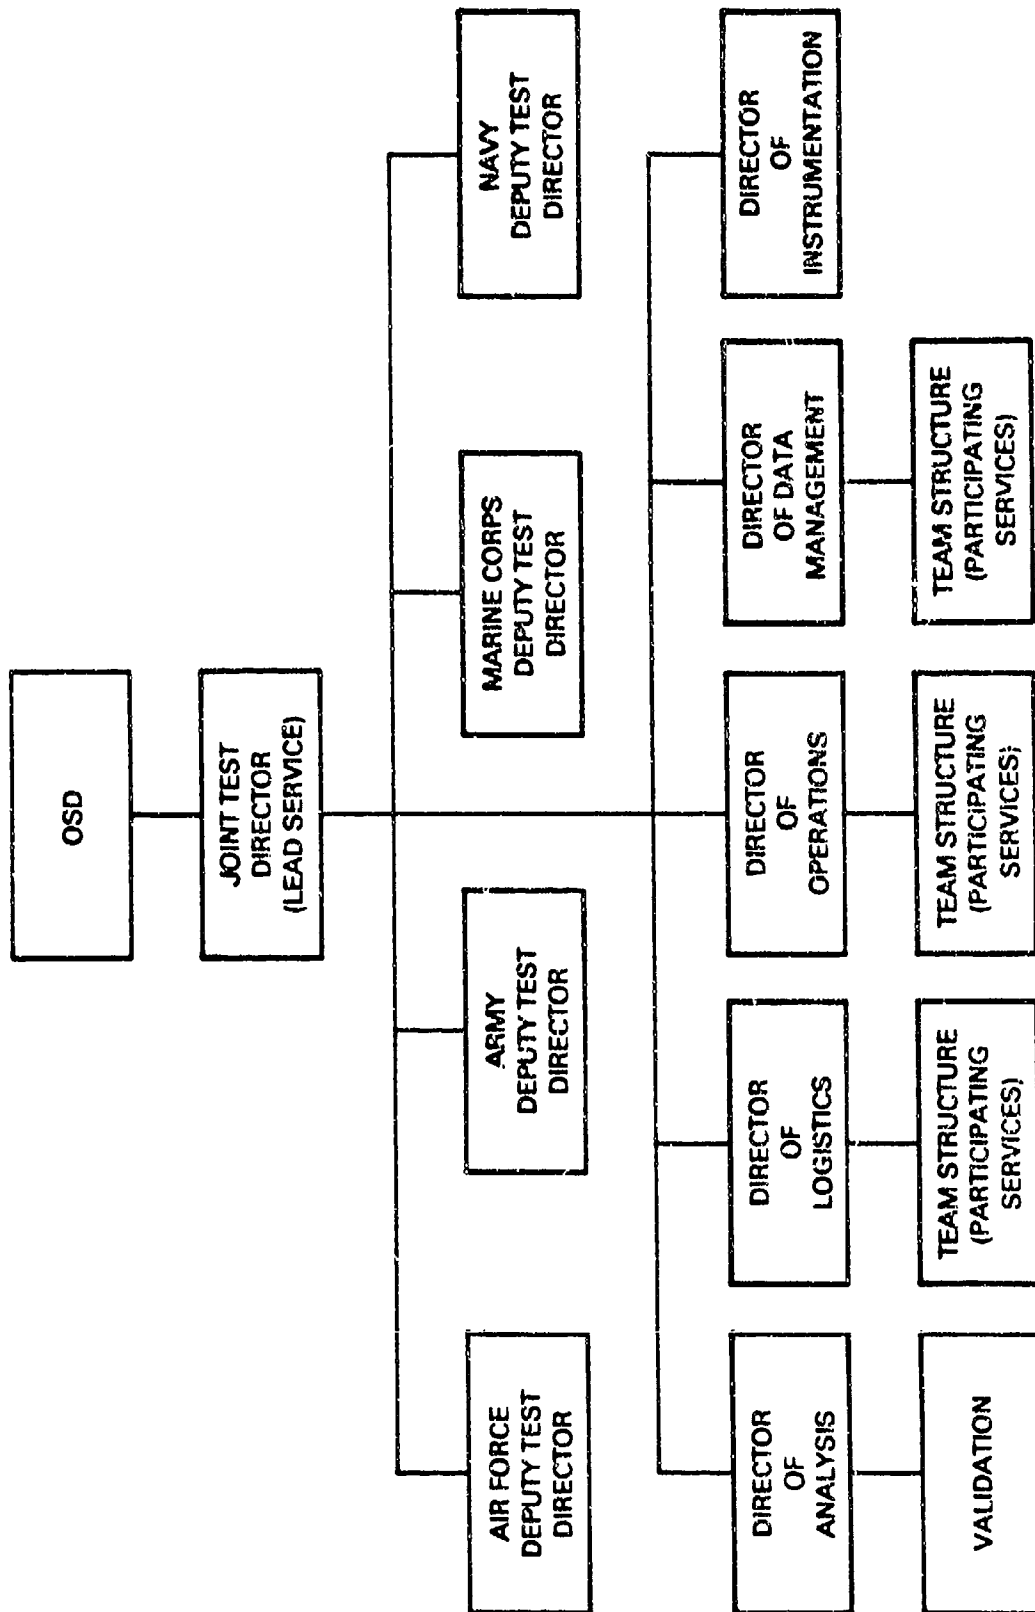 OSD
JOINT TEST
DIRECTOR
(LEAD SERVICE)
AIR FORCE
DEPUTY TEST
DIRECTOR
ARMY
DEPUTY TEST
DIRECTOR
MARINE CORPS
DEPUTY TEST
DIRECTOR
NAVY
DEPUTY TEST
DIRECTOR
DIRECTOR
OF
ANALYSIS
DIRECTOR
OF
LOGISTICS
DIRECTOR
OF
OPERATIONS
DIRECTOR
OF DATA
MANAGEMENT
DIRECTOR
OF
INSTRUMENTATION
VALIDATION
TEAM STRUCTURE
(PARTICIPATING
SERVICES)
TEAM STRUCTURE
(PARTICIPATING
SERVICES)
TEAM STRUCTURE
(PARTICIPATING
SERVICES)